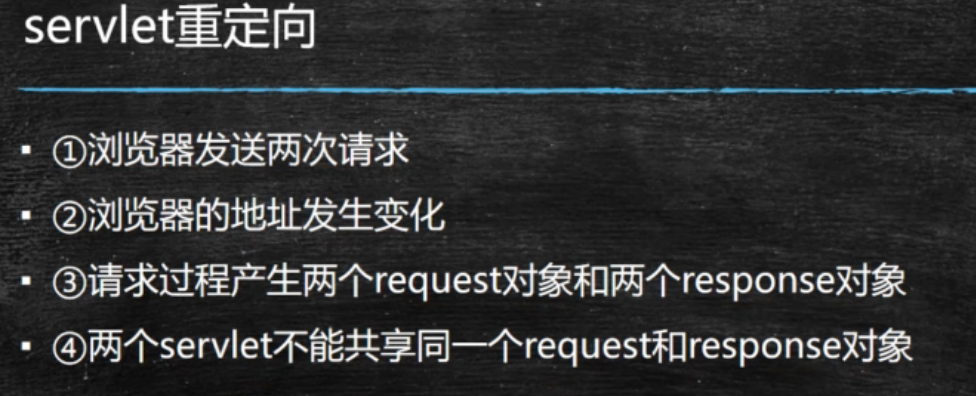 servlet重定向
▪ ①浏览器发送两次请求
▪ ②浏览器的地址发生变化
▪ ③请求过程产生两个request对象和两个response对象
▪ ④两个servlet不能共享同一个request和response对象